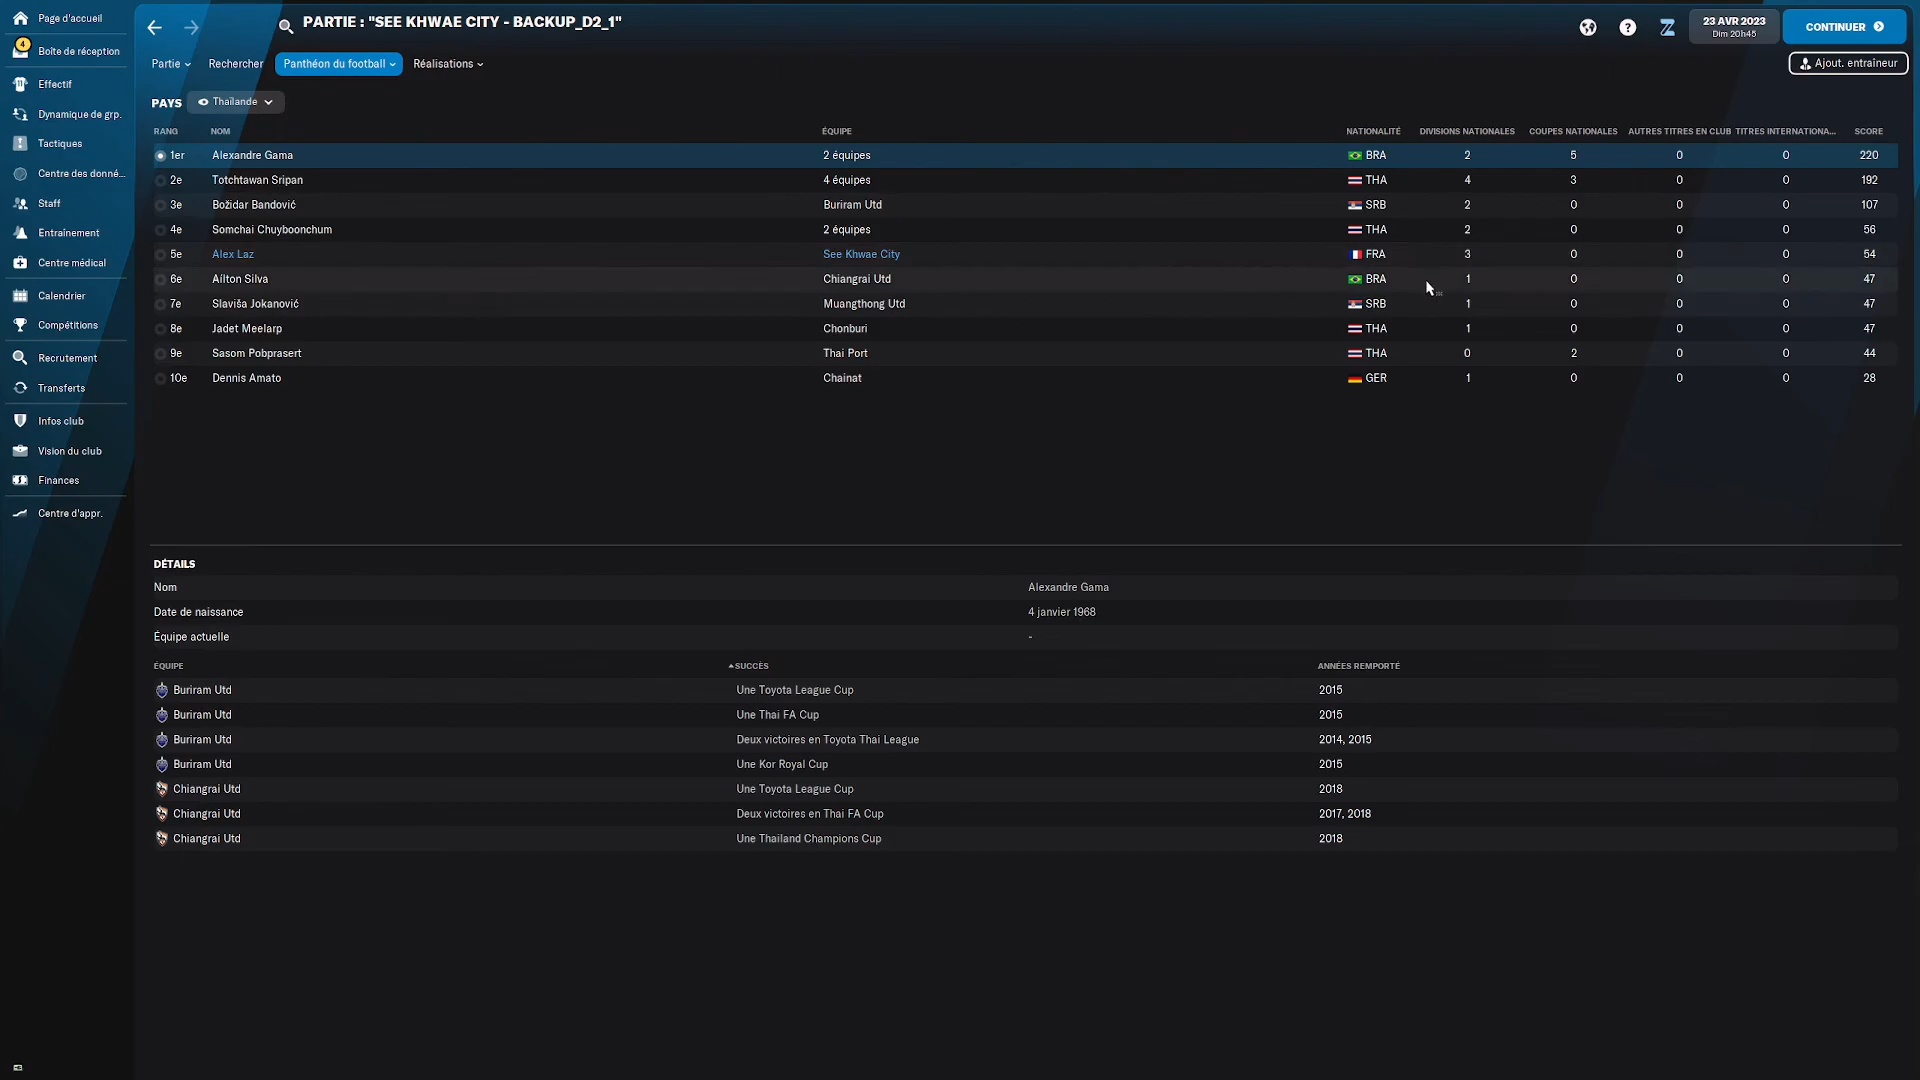 Page d'accueil
PARTIE : "SEE KHWAE CITY - BACKUP_D2_1"
23 AVR 2023
Dim 20h45
CONTINUER
4
Boîte de réception
Partie
Rechercher
Panthéon du football
Réalisations
Ajout. entraîneur
Effectif
Dynamique de grp.
Tactiques
Centre des donné...
Staff
Entraînement
Centre médical
Calendrier
Compétitions
Recrutement
Transferts
Infos club
Vision du club
Finances
Centre d'appr.
PAYS Thaïlande
RANG NOM ÉQUIPE NATIONALITÉ DIVISIONS NATIONALES COUPES NATIONALES AUTRES TITRES EN CLUB TITRES INTERNATIONA... SCORE
1er Alexandre Gama 2 équipes BRA 2 5 0 0 220
2e Totchtawan Sripan 4 équipes THA 4 3 0 0 192
3e Božidar Bandović Buriram Utd SRB 2 0 0 0 107
4e Somchai Chuyboonchum 2 équipes THA 2 0 0 0 56
5e Alex Laz See Khwae City FRA 3 0 0 0 54
6e Aílton Silva Chiangrai Utd BRA 1 0 0 0 47
7e Slaviša Jokanović Muangthong Utd SRB 1 0 0 0 47
8e Jadet Meelarp Chonburi THA 1 0 0 0 47
9e Sasom Pobprasert Thai Port THA 0 2 0 0 44
10e Dennis Amato Chainat GER 1 0 0 0 28
DÉTAILS
Nom Alexandre Gama
Date de naissance 4 janvier 1968
Équipe actuelle -
ÉQUIPE SUCCÈS ANNÉES REMPORTÉ
Buriram Utd Une Toyota League Cup 2015
Buriram Utd Une Thai FA Cup 2015
Buriram Utd Deux victoires en Toyota Thai League 2014, 2015
Buriram Utd Une Kor Royal Cup 2015
Chiangrai Utd Une Toyota League Cup 2018
Chiangrai Utd Deux victoires en Thai FA Cup 2017, 2018
Chiangrai Utd Une Thailand Champions Cup 2018